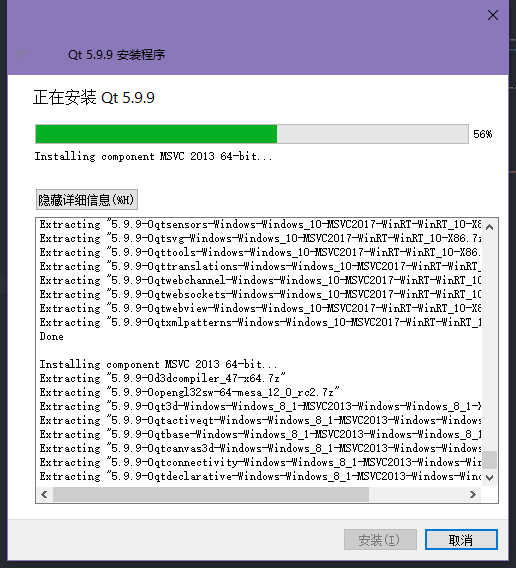 Qt 5.9.9 安装程序
正在安装 Qt 5.9.9
56%
Installing component MSVC 2013 64-bit...
隐藏详细信息(%H)
Extracting "5.9.9-0qtsensors-Windows-Windows_10-MSVC2017-WinRT-WinRT_10-X8
Extracting "5.9.9-0qtsvg-Windows-Windows_10-MSVC2017-WinRT-WinRT_10-X86.7z
Extracting "5.9.9-0qttools-Windows-Windows_10-MSVC2017-WinRT-WinRT_10-X86.
Extracting "5.9.9-0qttranslations-Windows-Windows_10-MSVC2017-WinRT-WinRT_
Extracting "5.9.9-0qtwebchannel-Windows-Windows_10-MSVC2017-WinRT-WinRT_10
Extracting "5.9.9-0qtwebsockets-Windows-Windows_10-MSVC2017-WinRT-WinRT_10
Extracting "5.9.9-0qtwebview-Windows-Windows_10-MSVC2017-WinRT-WinRT_10-X8
Extracting "5.9.9-0qtxmlpatterns-Windows-Windows_10-MSVC2017-WinRT-WinRT_1
Done
Installing component MSVC 2013 64-bit...
Extracting "5.9.9-0d3dcompiler_47-x64.7z"
Extracting "5.9.9-0opengl32sw-64-mesa_12_0_rc2.7z"
Extracting "5.9.9-0qt3d-Windows-Windows_8_1-MSVC2013-Windows-Windows_8_1-X
Extracting "5.9.9-0qtactiveqt-Windows-Windows_8_1-MSVC2013-Windows-Windows
Extracting "5.9.9-0qtbase-Windows-Windows_8_1-MSVC2013-Windows-Windows_8_1
Extracting "5.9.9-0qtcanvas3d-Windows-Windows_8_1-MSVC2013-Windows-Windows
Extracting "5.9.9-0qtconnectivity-Windows-Windows_8_1-MSVC2013-Windows-Win
Extracting "5.9.9-0qtdeclarative-Windows-Windows_8_1-MSVC2013-Windows-Wind
安装(I)
取消